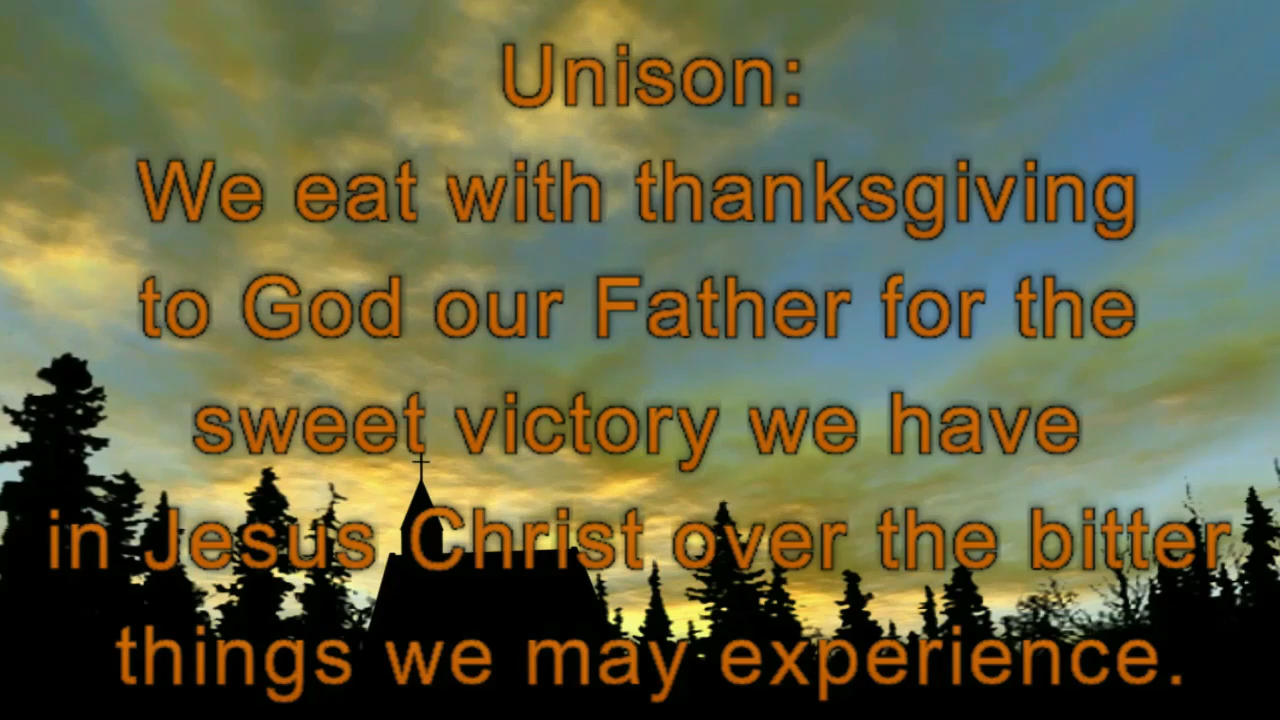 Unison:
We eat with thanksgiving
to God our Father for the
sweet victory we have
in Jesus Christ over the bitter
things we may experience.